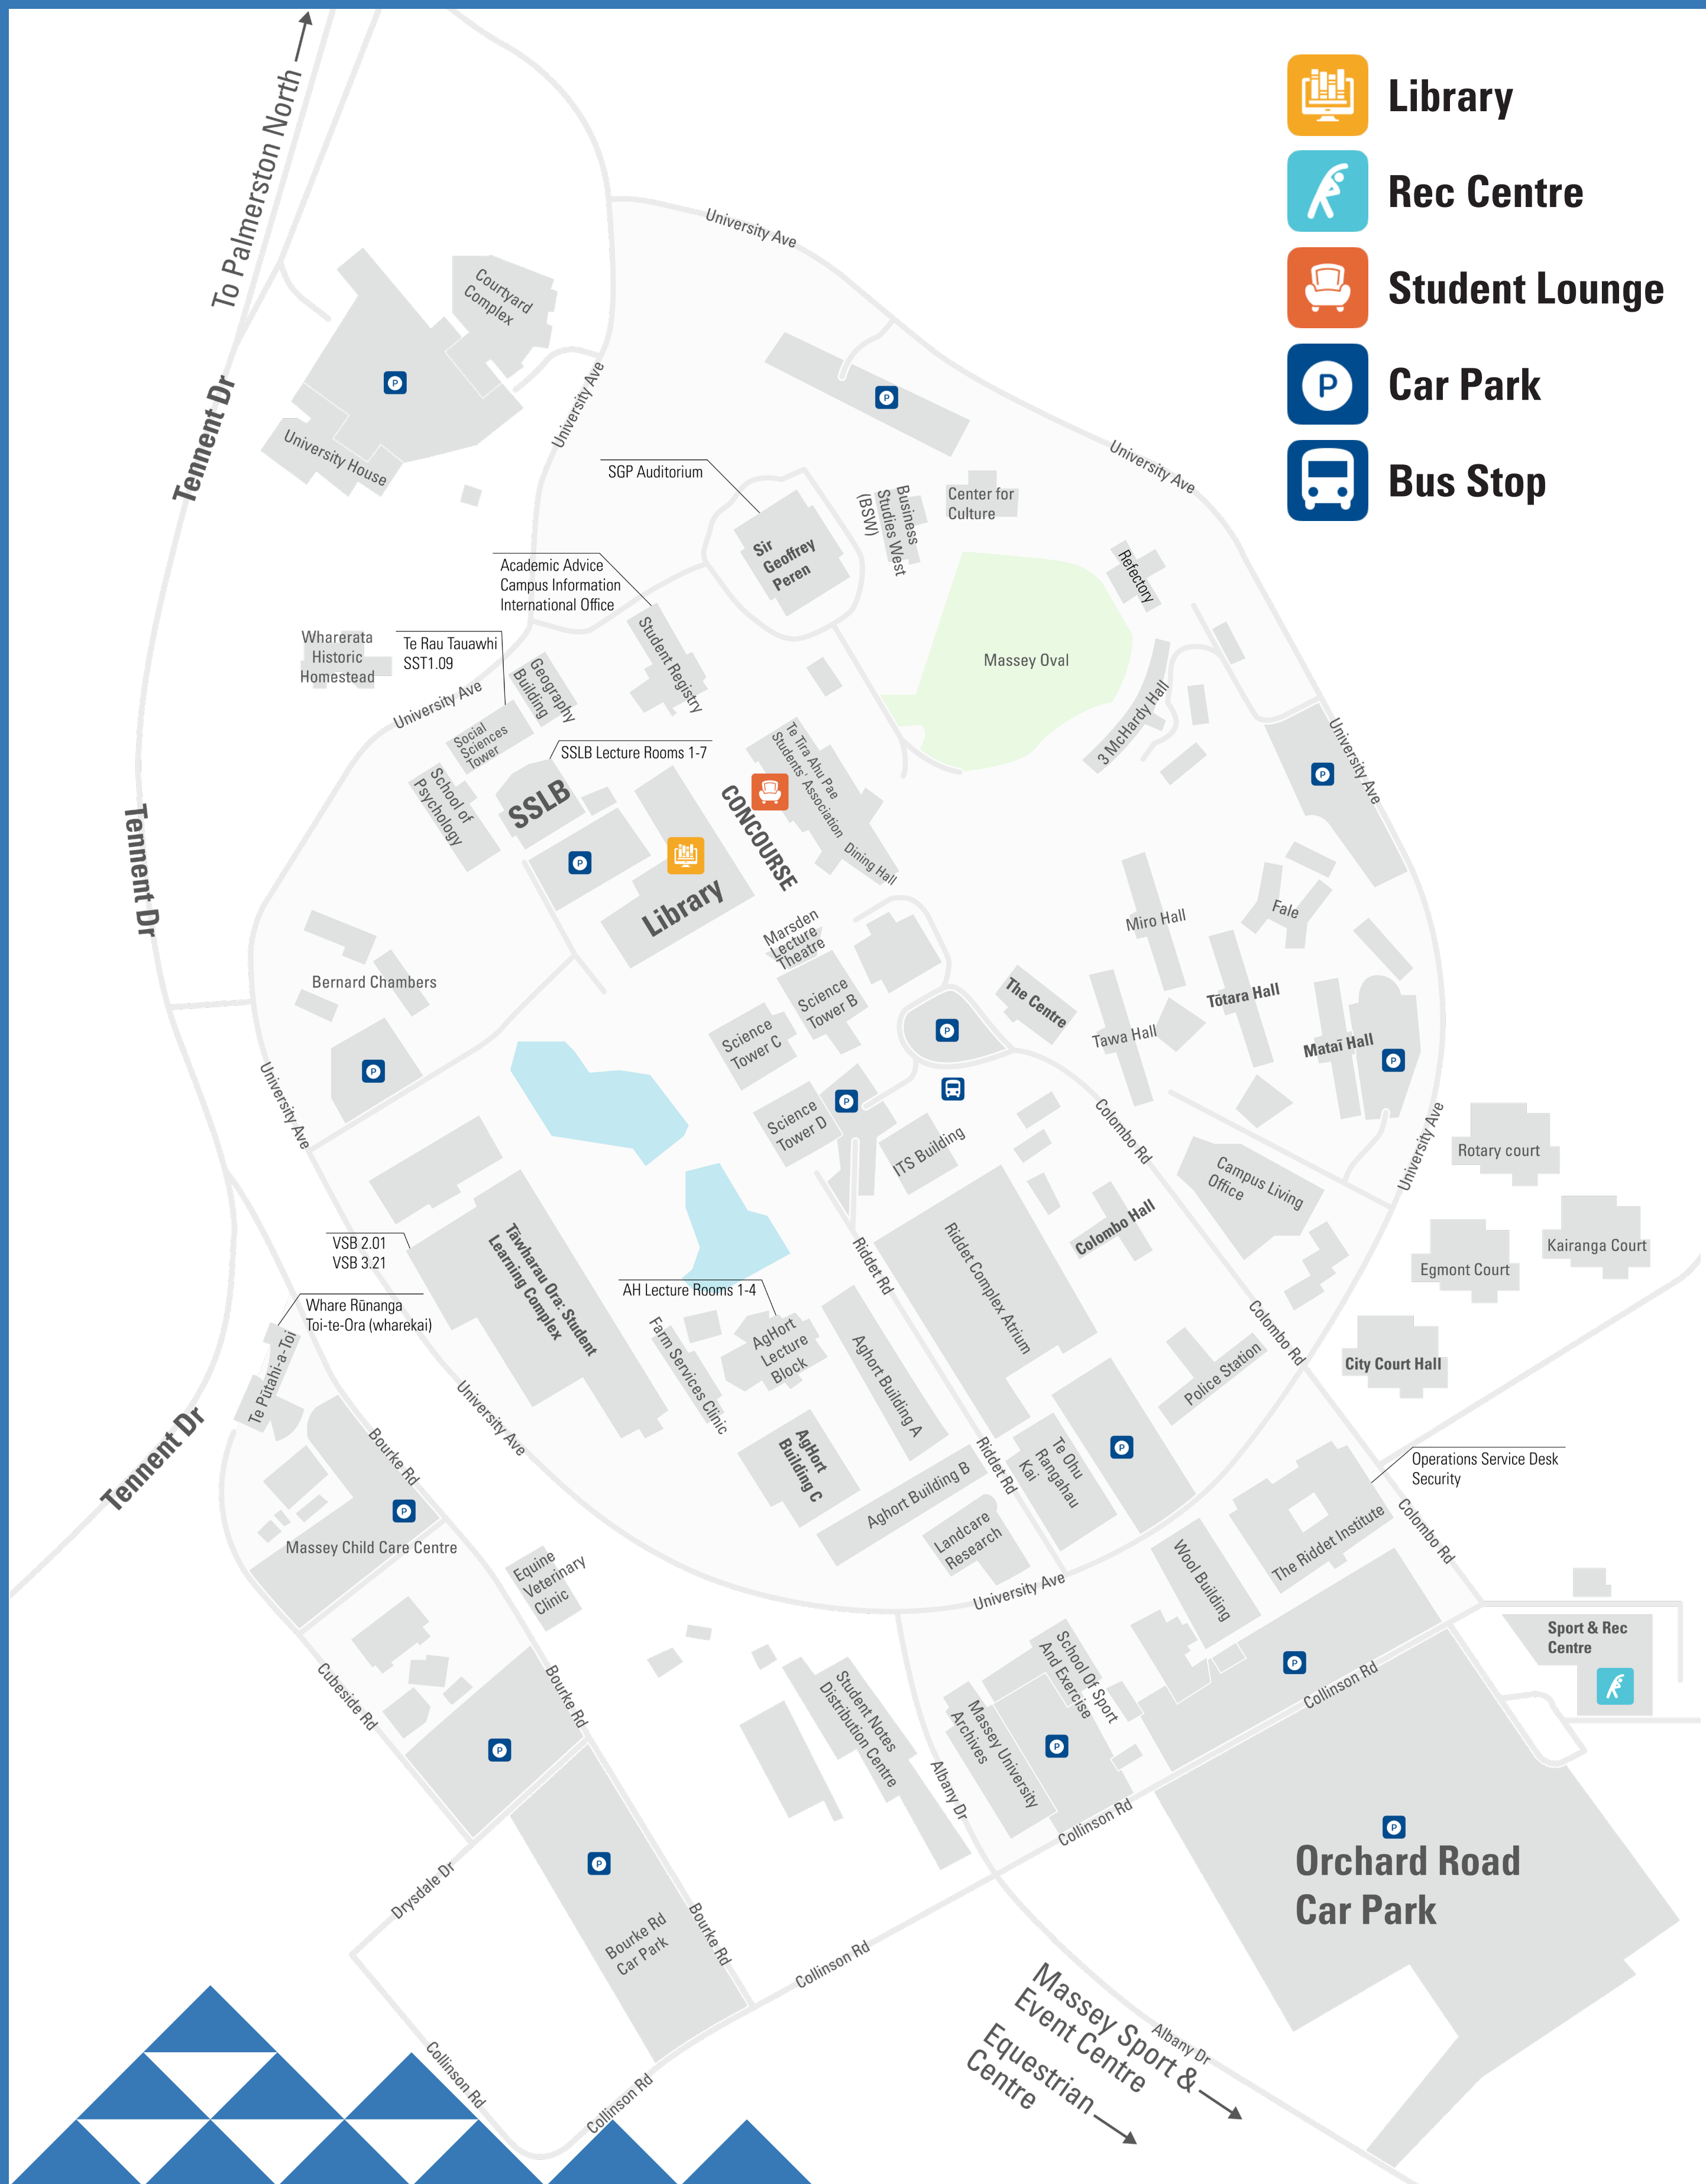 To Palmerston North
Library
Rec Centre
Student Lounge
Car Park
Bus Stop
University Ave
Courtyard
Complex
P
University Ave
P
Tennent Dr
University House
SGP Auditorium
University Ave
Business
Studies West
(BSW)
Center for
Culture
Sir
Geoffrey
Peren
Refectory
Academic Advice
Campus Information
International Office
Wharerata
Historic
Homestead
Te Rau Tauawhi
SST1.09
Student Registry
Geography
Building
Massey Oval
University Ave
Social
Sciences
Tower
SSLB Lecture Rooms 1-7
3 McHardy Hall
Te Tira Ahu Pae
Students' Association
Dining Hall
University Ave
P
School of
Psychology
SSLB
CONCOURSE
P
Library
Tennent Dr
Miro Hall
Fale
Marsden
Lecture
Theatre
Bernard Chambers
Science
Tower B
The Centre
Tōtara Hall
Science
Tower C
P
Tawa Hall
Mataī Hall
P
P
University Ave
P
Science
Tower D
ITS Building
Colombo Rd
University Ave
Rotary court
Campus Living
Office
Colombo Hall
VSB 2.01
VSB 3.21
Tāwharau Ora: Student
Learning Complex
Riddet Rd
Riddet Complex Atrium
Kairanga Court
Egmont Court
AH Lecture Rooms 1-4
Whare Rūnanga
Toi-te-Ora (wharekai)
Te Pūtahi-a-Toi
Farm Services Clinic
AgHort
Lecture
Block
Aghort Building A
Colombo Rd
Police Station
City Court Hall
Tennent Dr
University Ave
Bourke Rd
AgHort
Building C
Aghort Building B
Riddet Rd
Te Ohu
Rangahau
Kai
P
Operations Service Desk
Security
P
Massey Child Care Centre
Landcare
Research
The Riddet Institute
Colombo Rd
Equine
Veterinary
Clinic
University Ave
Wool Building
Sport & Rec
Centre
Cubeside Rd
Bourke Rd
Student Notes
Distribution Centre
School Of Sport
And Exercise
P
Collinson Rd
Massey University
Archives
P
P
Albany Dr
Collinson Rd
P
Orchard Road
Car Park
P
Drysdale Dr
Bourke Rd
Car Park
Bourke Rd
Collinson Rd
Massey Sport &
Event Centre
Equestrian
Centre
Albany Dr
Collinson Rd
Collinson Rd